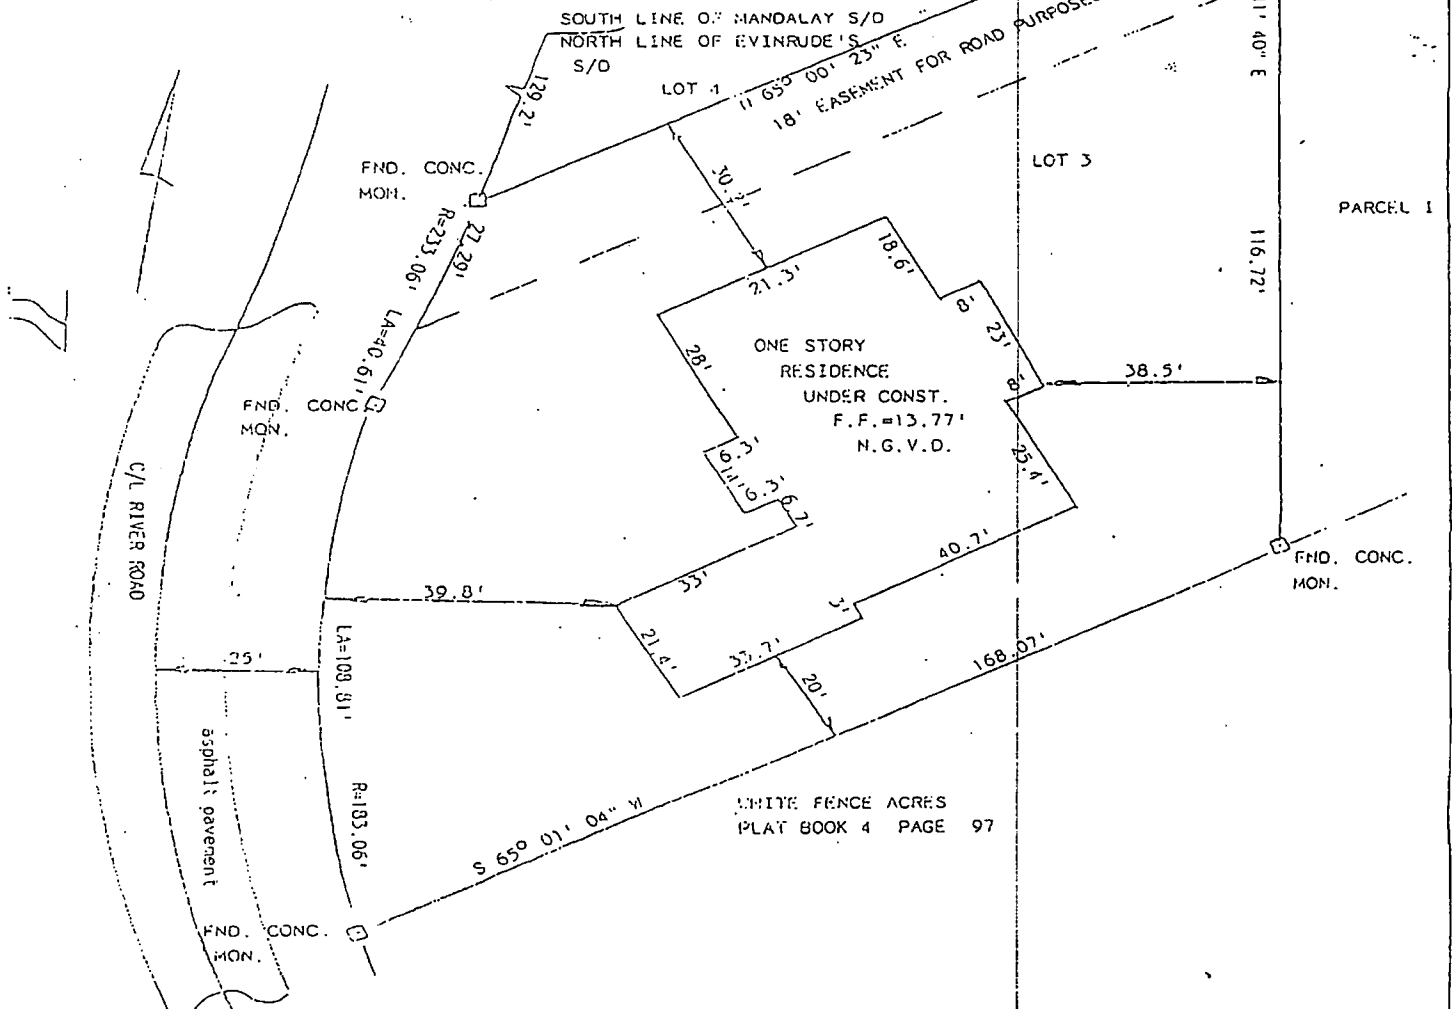 SOUTH LINE OF MANDALAY S/D
NORTH LINE OF EVINRUDE'S
S/D
129.2'
LOT 1
N 65° 00' 23" E
18' EASEMENT FOR ROAD PURPOSES
1' 40" E
FND. CONC.
MON.
27.29'
R=233.06' LA=40.61'
30.2'
LOT 3
PARCEL 1
116.72'
FND. CONC.
MON.
21.3'
18.6'
8'
23'
8'
38.5'
28'
ONE STORY
RESIDENCE
UNDER CONST.
F.F.=13.77'
N.G.V.D.
6.3'
14'
6.3'
6.7'
25.4'
40.7'
33'
3'
C/L RIVER ROAD
39.8'
21.4'
20'
168.07'
FND. CONC.
MON.
25'
LA=108.81'
R=183.06'
asphalt pavement
S 65° 01' 04" W
WHITE FENCE ACRES
PLAT BOOK 4 PAGE 97
FND. CONC.
MON.